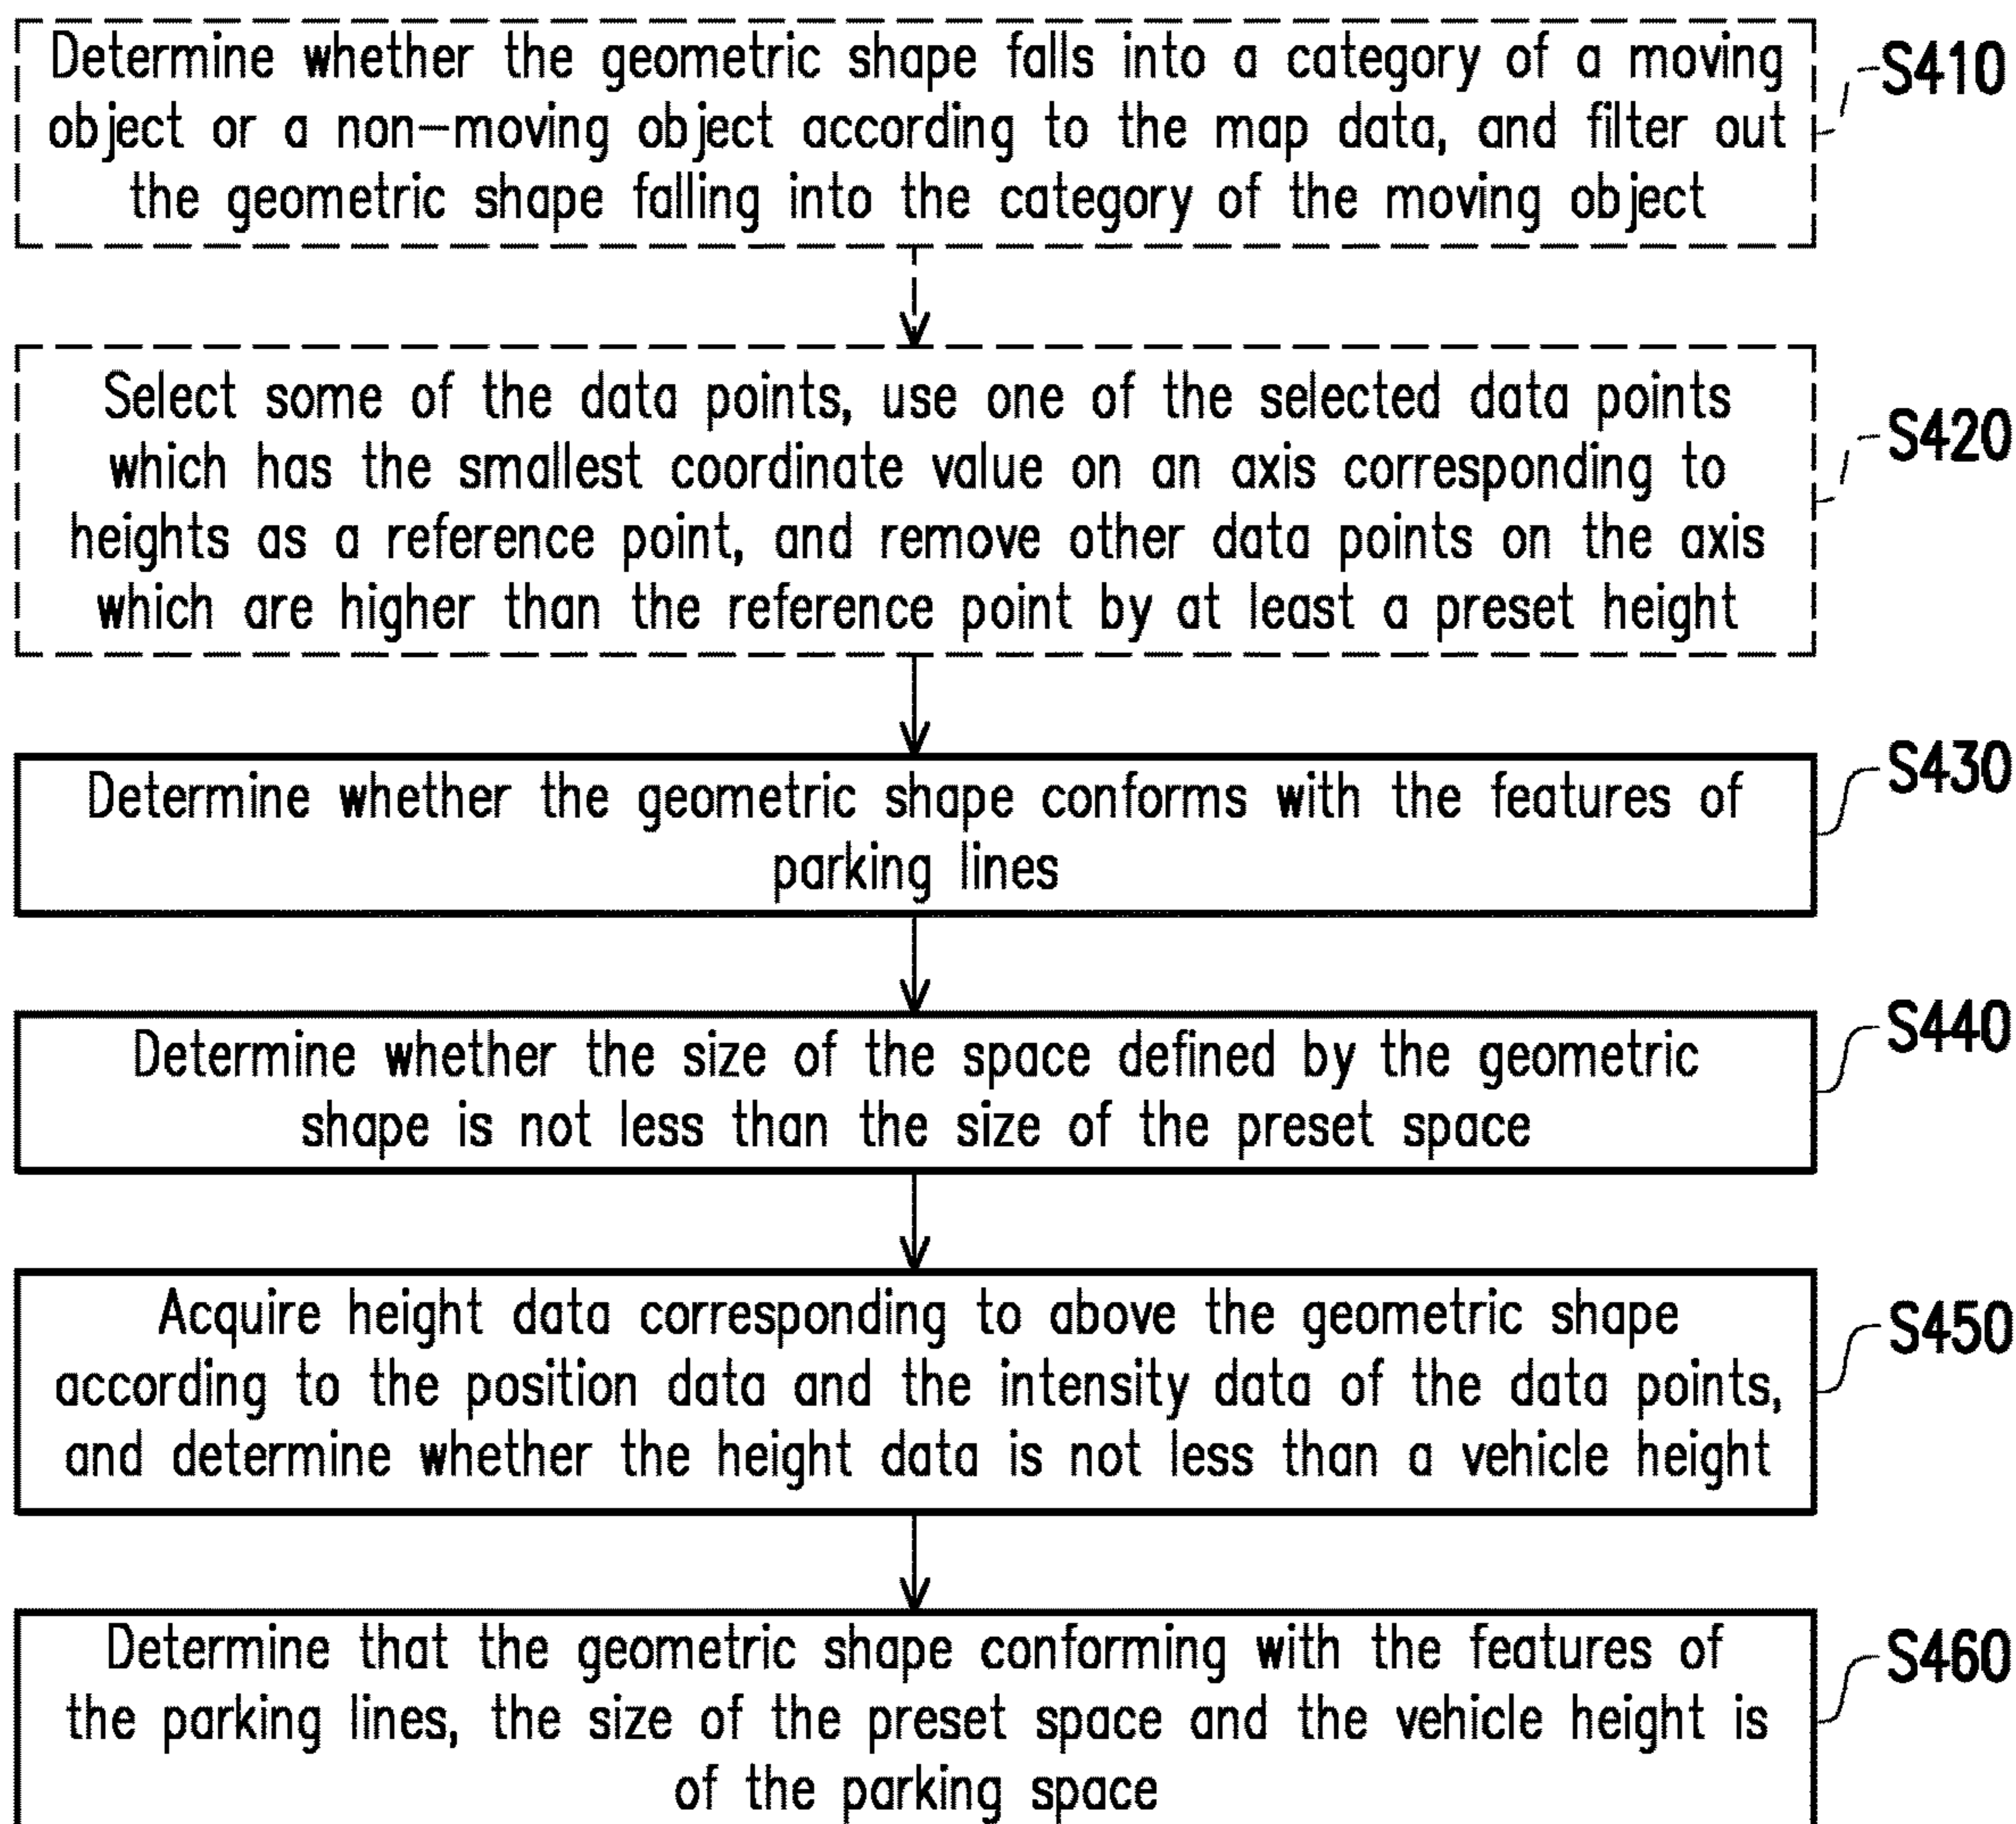 Determine whether the geometric shape falls into a category of a moving
object or a non-moving object according to the map data, and filter out
the geometric shape falling into the category of the moving object
S410
Select some of the data points, use one of the selected data points
which has the smallest coordinate value on an axis corresponding to
heights as a reference point, and remove other data points on the axis
which are higher than the reference point by at least a preset height
S420
Determine whether the geometric shape conforms with the features of
parking lines
S430
Determine whether the size of the space defined by the geometric
shape is not less than the size of the preset space
S440
Acquire height data corresponding to above the geometric shape
according to the position data and the intensity data of the data points,
and determine whether the height data is not less than a vehicle height
S450
Determine that the geometric shape conforming with the features of
the parking lines, the size of the preset space and the vehicle height is
of the parking space
S460